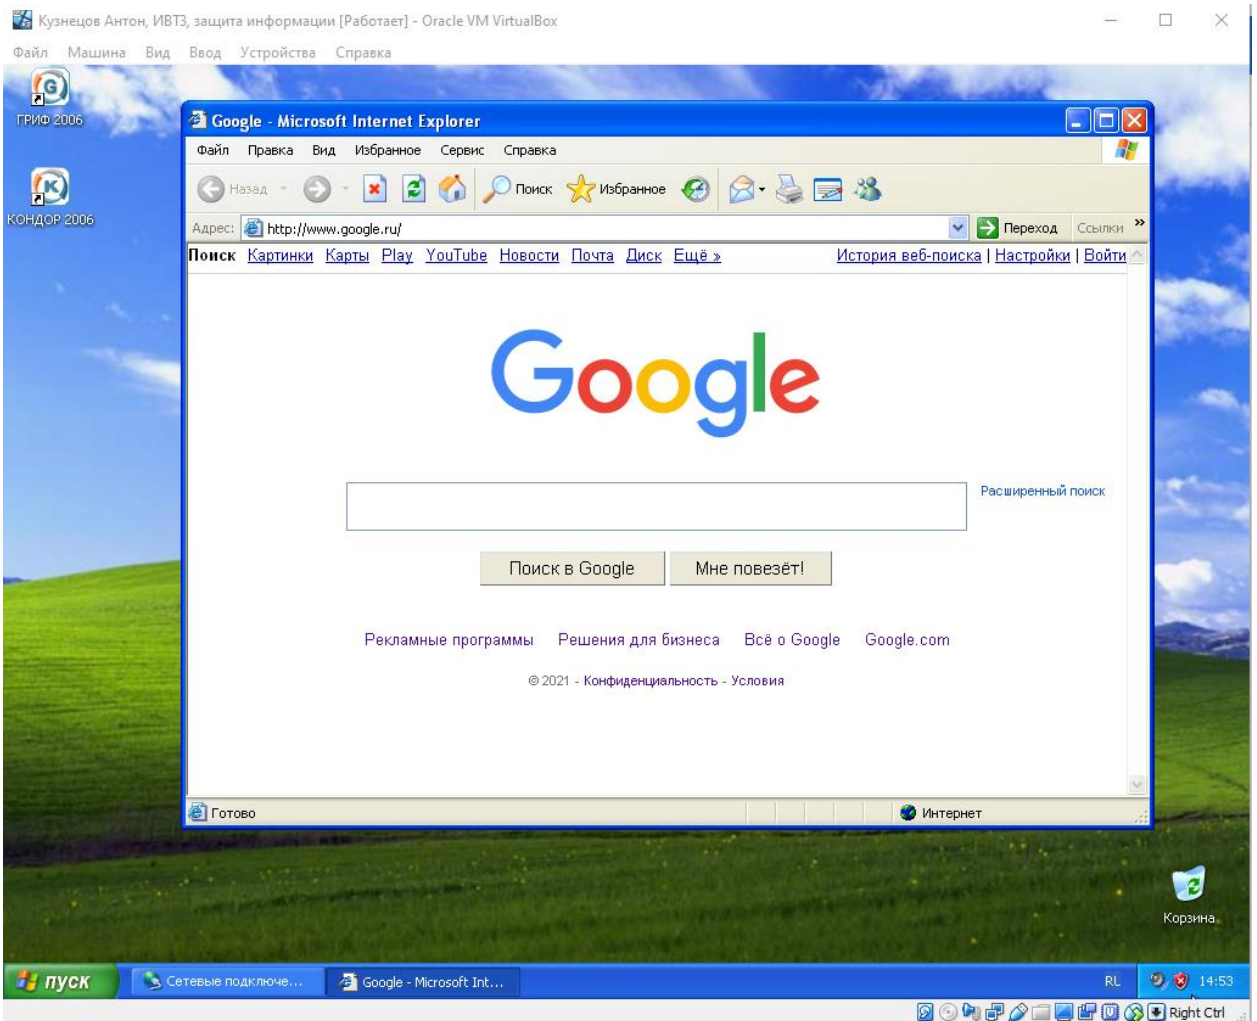 Кузнецов Антон, ИВТЗ, защита информации [Работает] - Oracle VM VirtualBox
Файл Машина Вид Ввод Устройства Справка
ГРИФ 2006
КОНДОР 2006
Google - Microsoft Internet Explorer
Файл Правка Вид Избранное Сервис Справка
Назад Поиск Избранное
Адрес: http://www.google.ru/ Переход Ссылки »
Поиск Картинки Карты Play YouTube Новости Почта Диск Ещё » История веб-поиска | Настройки | Войти
Google
Расширенный поиск
Поиск в Google Мне повезёт!
Рекламные программы Решения для бизнеса Всё о Google Google.com
© 2021 - Конфиденциальность - Условия
Готово Интернет
Корзина
пуск Сетевые подключе... Google - Microsoft Int... RL 14:53
Right Ctrl